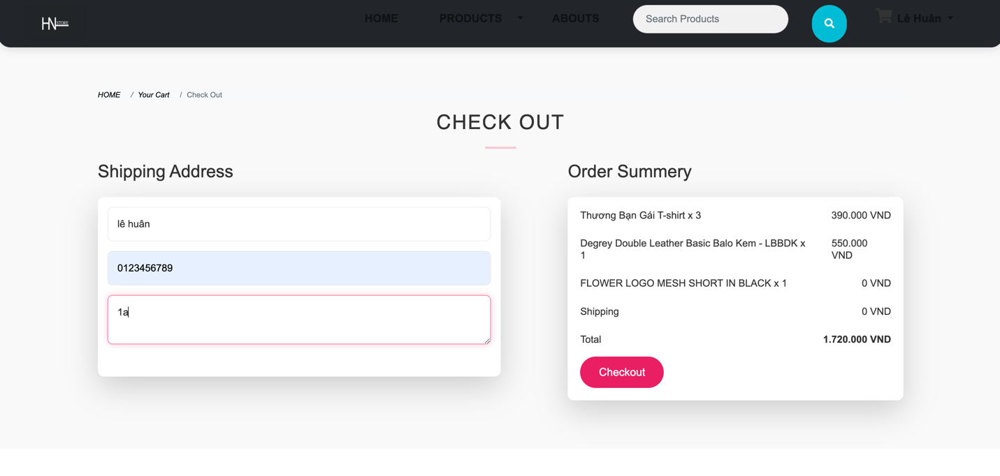 HN STORE
HOME
PRODUCTS
ABOUTS
Search Products
Lê Huân
HOME / Your Cart / Check Out
CHECK OUT
Shipping Address
lê huân
0123456789
1a
Order Summery
Thương Bạn Gái T-shirt x 3 390.000 VND
Degrey Double Leather Basic Balo Kem - LBBDK x 550.000
1 VND
FLOWER LOGO MESH SHORT IN BLACK x 1 0 VND
Shipping 0 VND
Total 1.720.000 VND
Checkout